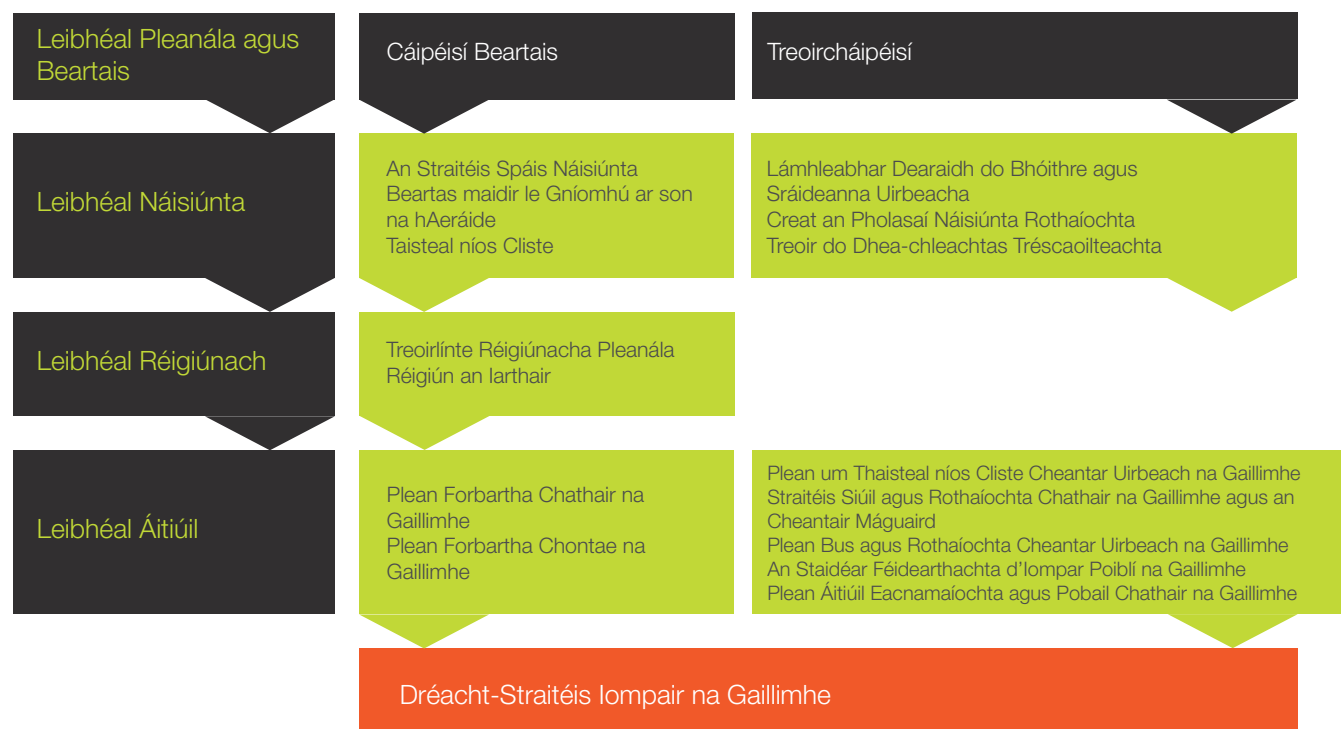 Leibhéal Pleanála agus
Beartais
Cáipéisí Beartais
Treoircháipéisí
Leibhéal Náisiúnta
An Straitéis Spáis Náisiúnta
Beartas maidir le Gníomhú ar son
na hAeráide
Taisteal níos Cliste
Lámhleabhar Dearaidh do Bhóithre agus
Sráideanna Uirbeacha
Creat an Pholasaí Náisiúnta Rothaíochta
Treoir do Dhea-chleachtas Tréscaoilteachta
Leibhéal Réigiúnach
Treoirlínte Réigiúnacha Pleanála
Réigiún an Iarthair
Leibhéal Áitiúil
Plean Forbartha Chathair na
Gaillimhe
Plean Forbartha Chontae na
Gaillimhe
Plean um Thaisteal níos Cliste Cheantar Uirbeach na Gaillimhe
Straitéis Siúil agus Rothaíochta Chathair na Gaillimhe agus an
Cheantair Máguaird
Plean Bus agus Rothaíochta Cheantar Uirbeach na Gaillimhe
An Staidéar Féidearthachta d’Iompar Poiblí na Gaillimhe
Plean Áitiúil Eacnamaíochta agus Pobail Chathair na Gaillimhe
Dréacht-Straitéis Iompair na Gaillimhe